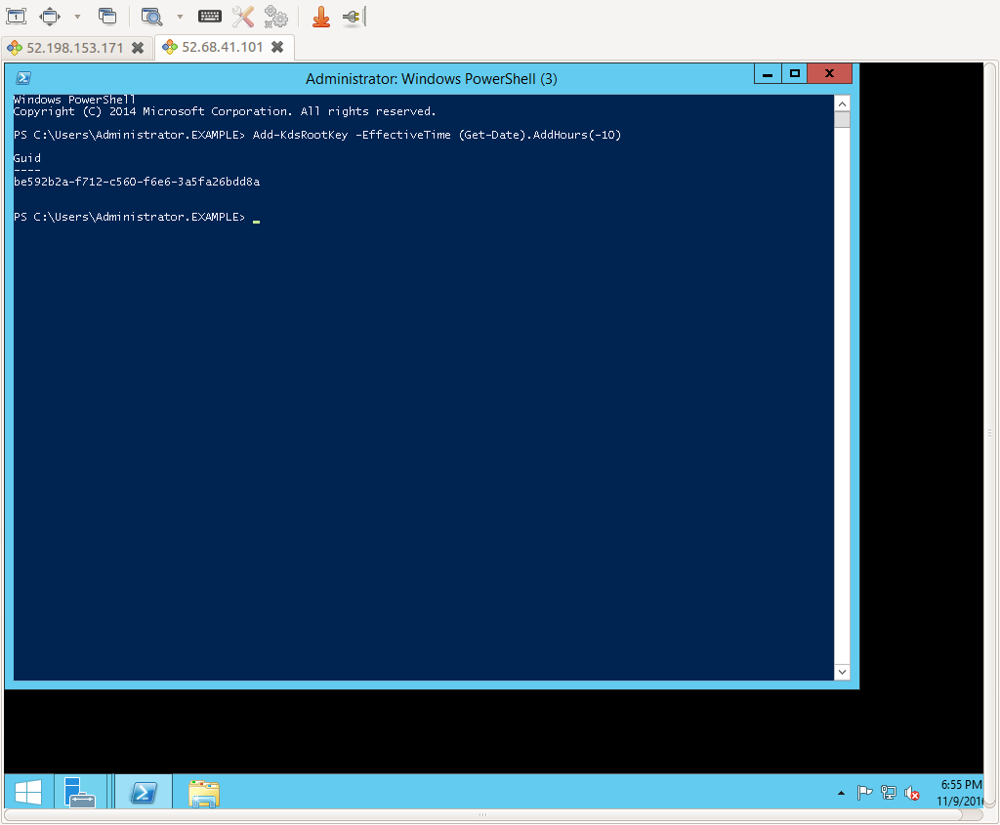 1
52.198.153.171
52.68.41.101
Administrator: Windows PowerShell (3)
Windows PowerShell
Copyright (C) 2014 Microsoft Corporation. All rights reserved.
PS C:\Users\Administrator.EXAMPLE> Add-KdsRootKey -EffectiveTime (Get-Date).AddHours(-10)
Guid
----
be592b2a-f712-c560-f6e6-3a5fa26bdd8a
PS C:\Users\Administrator.EXAMPLE>
6:55 PM
11/9/201